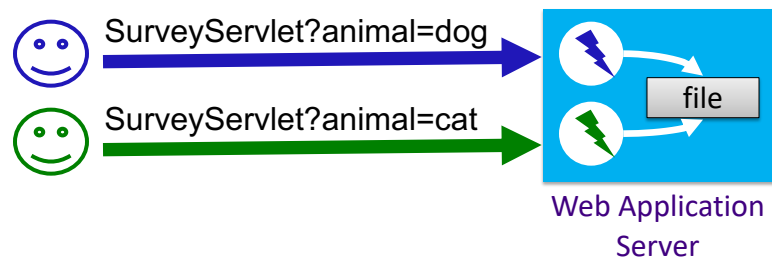 SurveyServlet?animal=dog
file
SurveyServlet?animal=cat
Web Application
Server